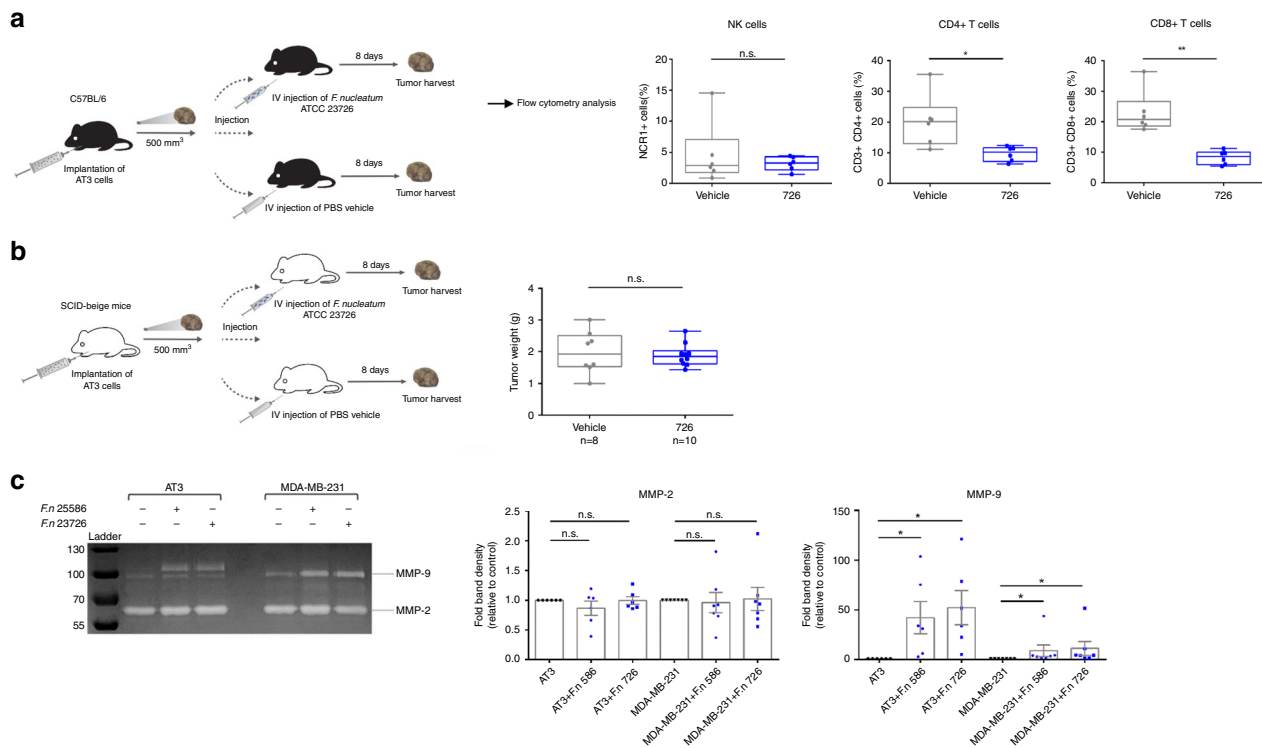 a
C57BL/6
Implantation of
AT3 cells
500 mm3
Injection
8 days
Tumor harvest
IV injection of F. nucleatum
ATCC 23726
8 days
Tumor harvest
IV injection of PBS vehicle
Flow cytometry analysis
NK cells
n.s.
NCR1+ cells(%)
20
15
10
5
0
Vehicle
726
CD4+ T cells
*
CD3+ CD4+ cells (%)
40
30
20
10
0
Vehicle
726
CD8+ T cells
**
CD3+ CD8+ cells (%)
40
30
20
10
0
Vehicle
726
b
SCID-beige mice
Implantation of
AT3 cells
500 mm3
Injection
8 days
Tumor harvest
IV injection of F. nucleatum
ATCC 23726
8 days
Tumor harvest
IV injection of PBS vehicle
n.s.
Tumor weight (g)
4
3
2
1
0
Vehicle
n=8
726
n=10
c
AT3 MDA-MB-231
F.n 25586 – + – – + –
F.n 23726 – – + – – +
Ladder
130
100
70
55
MMP-9
MMP-2
MMP-2
n.s.
n.s.
n.s.
n.s.
Fold band density
(relative to control)
2.5
2.0
1.5
1.0
0.5
0.0
AT3
AT3+F.n 586
AT3+F.n 726
MDA-MB-231
MDA-MB-231+F.n 586
MDA-MB-231+F.n 726
MMP-9
*
*
*
*
Fold band density
(relative to control)
150
100
50
0
AT3
AT3+F.n 586
AT3+F.n 726
MDA-MB-231
MDA-MB-231+F.n 586
MDA-MB-231+F.n 726